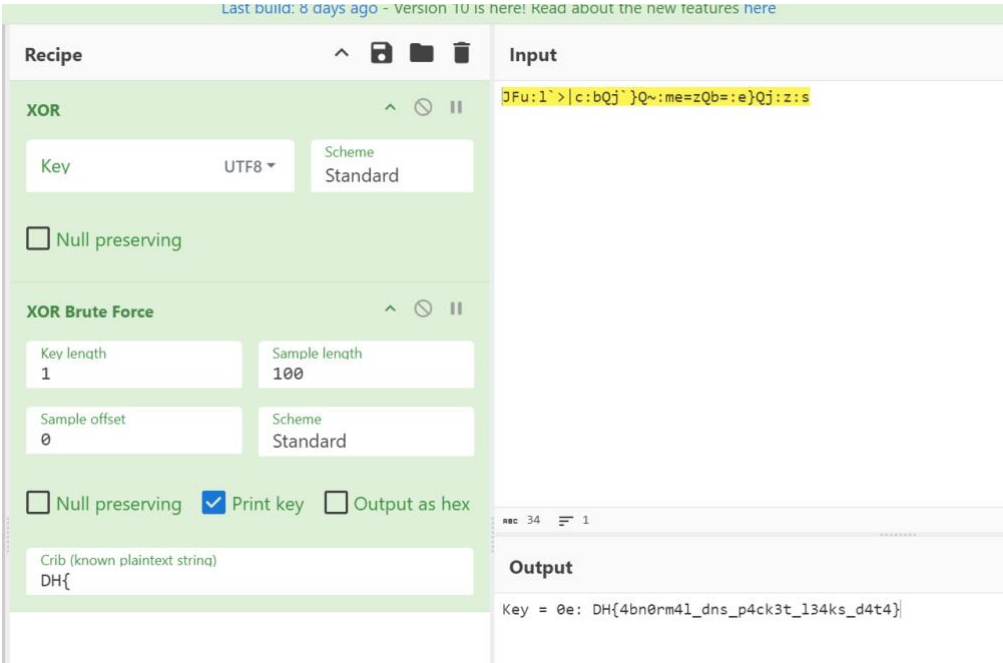 Last build: 8 days ago - Version 10 is here! Read about the new features here
Recipe
XOR
Key
UTF8
Scheme
Standard
Null preserving
XOR Brute Force
Key length
1
Sample length
100
Sample offset
0
Scheme
Standard
Null preserving Print key Output as hex
Crib (known plaintext string)
DH{
Input
JFu:l`>|c:bQj`}Q~:me=zQb=:e}Qj:z:s
ABC 34 1
Output
Key = 0e: DH{4bn0rm4l_dns_p4ck3t_l34ks_d4t4}